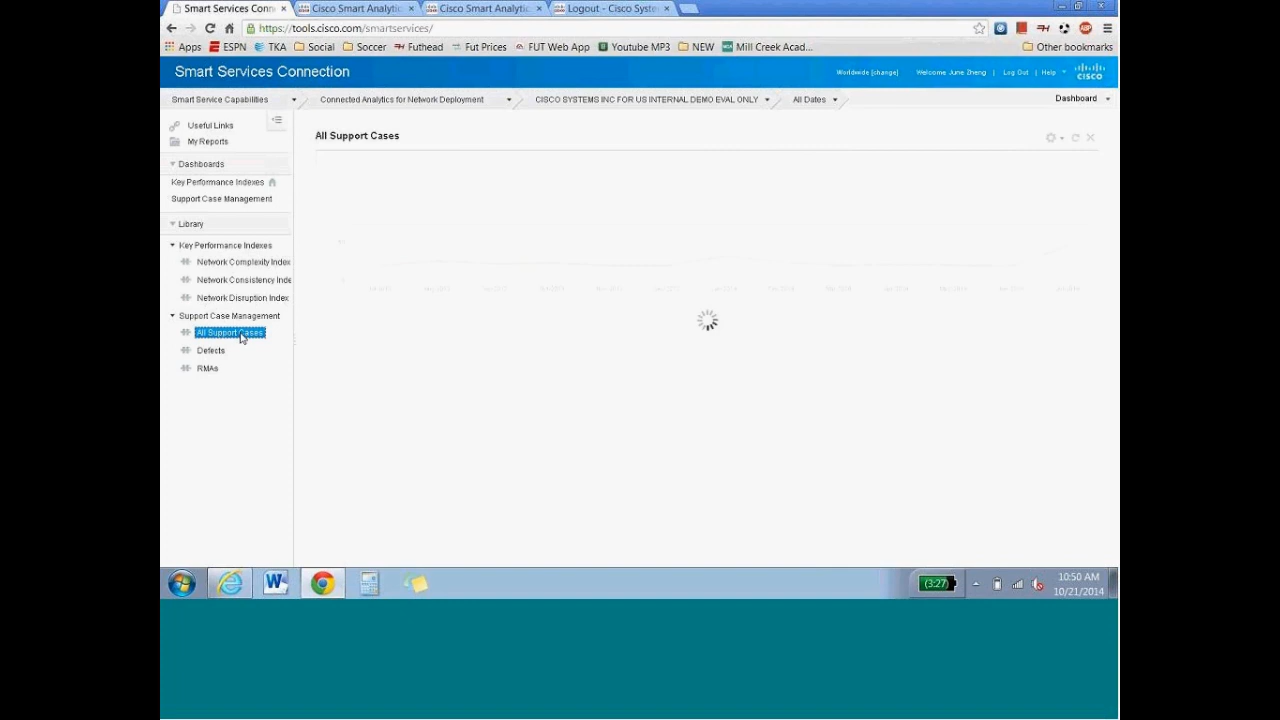 Smart Services Conn
Cisco Smart Analytic
Cisco Smart Analytic
Logout - Cisco System
https://tools.cisco.com/smartservices/
Apps
ESPN
TKA
Social
Soccer
Futhead
Fut Prices
FUT Web App
Youtube MP3
NEW
Mill Creek Acad...
Other bookmarks
Smart Services Connection
Worldwide [change]
Welcome June Zheng
Log Out
Help
CISCO
Smart Service Capabilities
Connected Analytics for Network Deployment
CISCO SYSTEMS INC FOR US INTERNAL DEMO EVAL ONLY
All Dates
Dashboard
Useful Links
My Reports
Dashboards
Key Performance Indexes
Support Case Management
Library
Key Performance Indexes
Network Complexity Index
Network Consistency Inde
Network Disruption Index
Support Case Management
All Support Cases
Defects
RMAs
All Support Cases
(3:27)
10:50 AM
10/21/2014